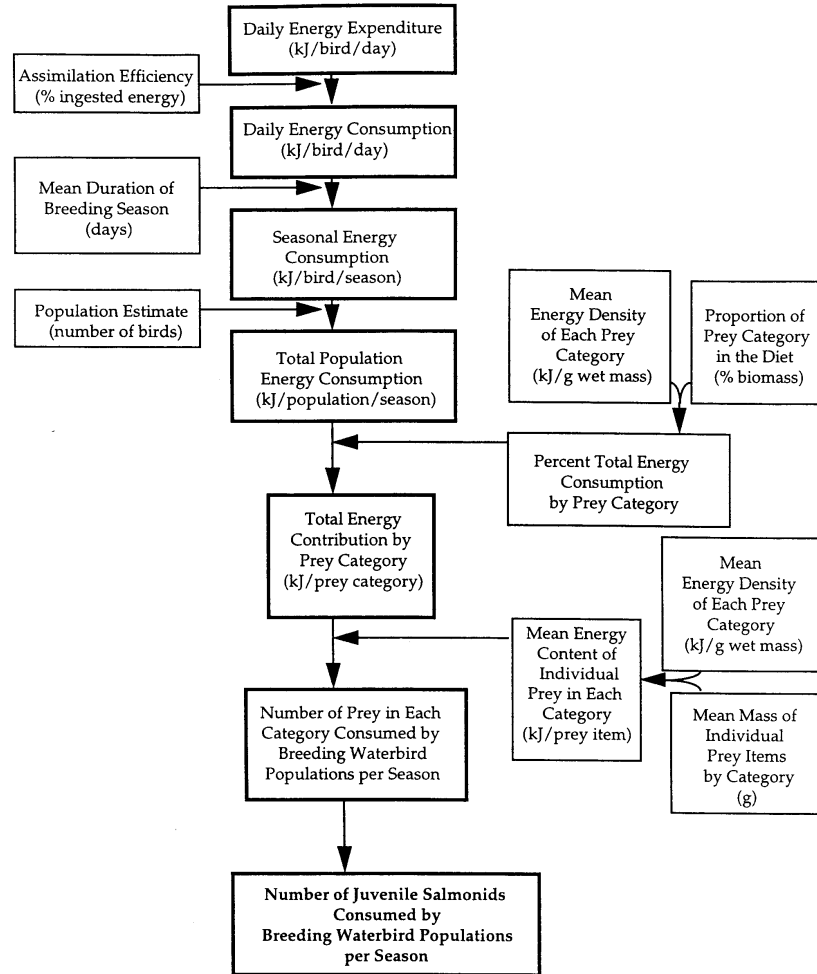 Daily Energy Expenditure
(kJ/bird/day)
Assimilation Efficiency
(% ingested energy)
Daily Energy Consumption
(kJ/bird/day)
Mean Duration of
Breeding Season
(days)
Seasonal Energy
Consumption
(kJ/bird/season)
Population Estimate
(number of birds)
Total Population
Energy Consumption
(kJ/population/season)
Mean
Energy Density
of Each Prey
Category
(kJ/g wet mass)
Proportion of
Prey Category
in the Diet
(% biomass)
Percent Total Energy
Consumption
by Prey Category
Total Energy
Contribution by
Prey Category
(kJ/prey category)
Mean
Energy Density
of Each Prey
Category
(kJ/g wet mass)
Mean Energy
Content of
Individual
Prey in Each
Category
(kJ/prey item)
Mean Mass of
Individual
Prey Items
by Category
(g)
Number of Prey in Each
Category Consumed by
Breeding Waterbird
Populations per Season
Number of Juvenile Salmonids
Consumed by
Breeding Waterbird Populations
per Season